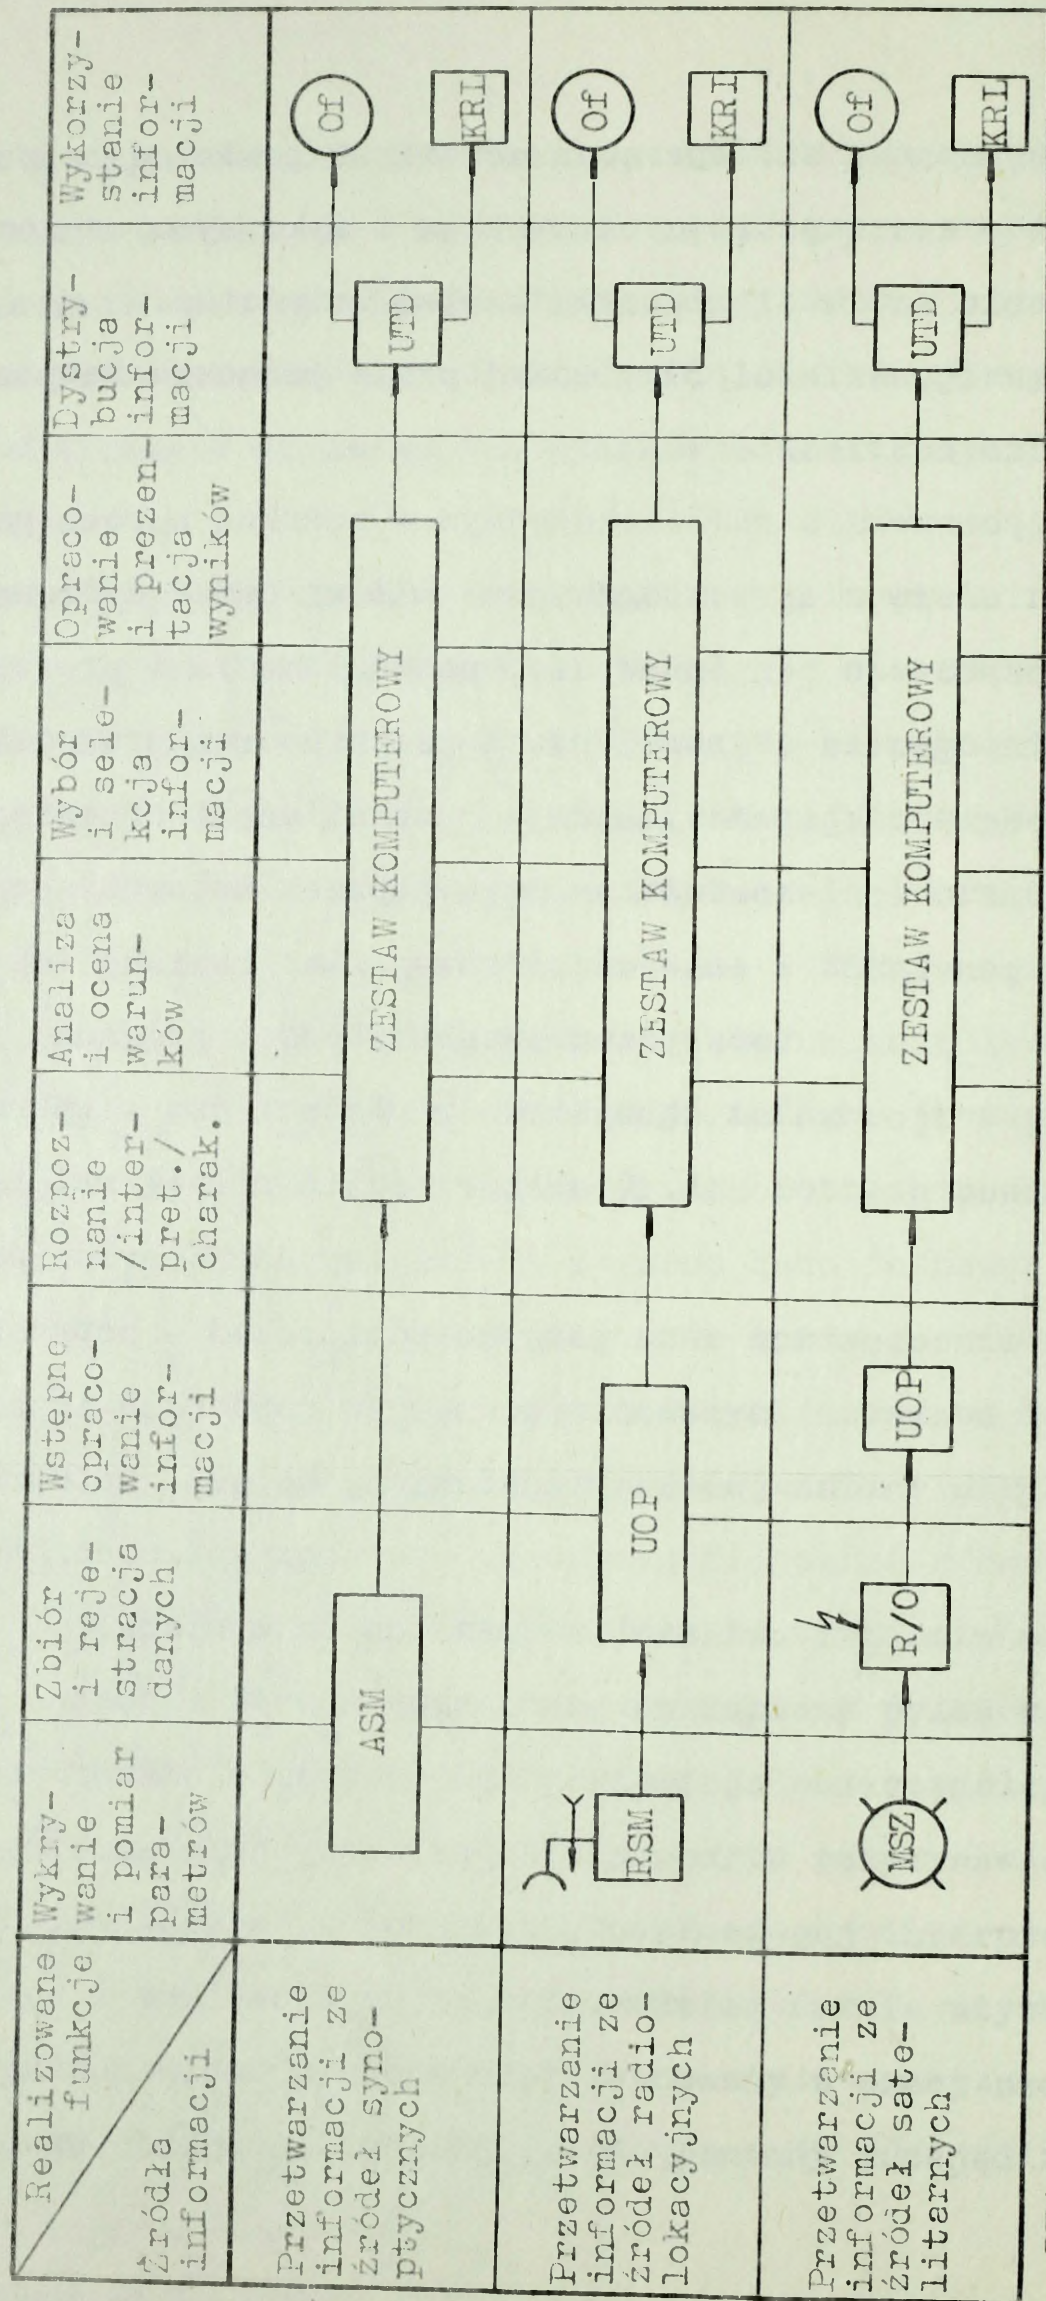 Realizowane
funkcje
Źródła
informacji
Wykry-
wanie
i pomiar
para-
metrów
Zbiór
i reje-
stracja
danych
Wstępne
opraco-
wanie
infor-
macji
Rozpoz-
nanie
/inter-
pret./
charak.
Analiza
i ocena
warun-
ków
Wybór
i sele-
kcja
infor-
macji
Opraco-
wanie
i prezen-
tacja
wyników
Dystry-
bucja
infor-
macji
Wykorzy-
stanie
infor-
macji
Przetwarzanie
informacji ze
źródeł syno-
ptycznych
ASM
ZESTAW KOMPUTEROWY
UTD
Of
KRL
Przetwarzanie
informacji ze
źródeł radio-
lokacyjnych
RSM
UOP
ZESTAW KOMPUTEROWY
UTD
Of
KRL
Przetwarzanie
informacji ze
źródeł sate-
litarnych
MSZ
R/O
UOP
ZESTAW KOMPUTEROWY
UTD
Of
KRL